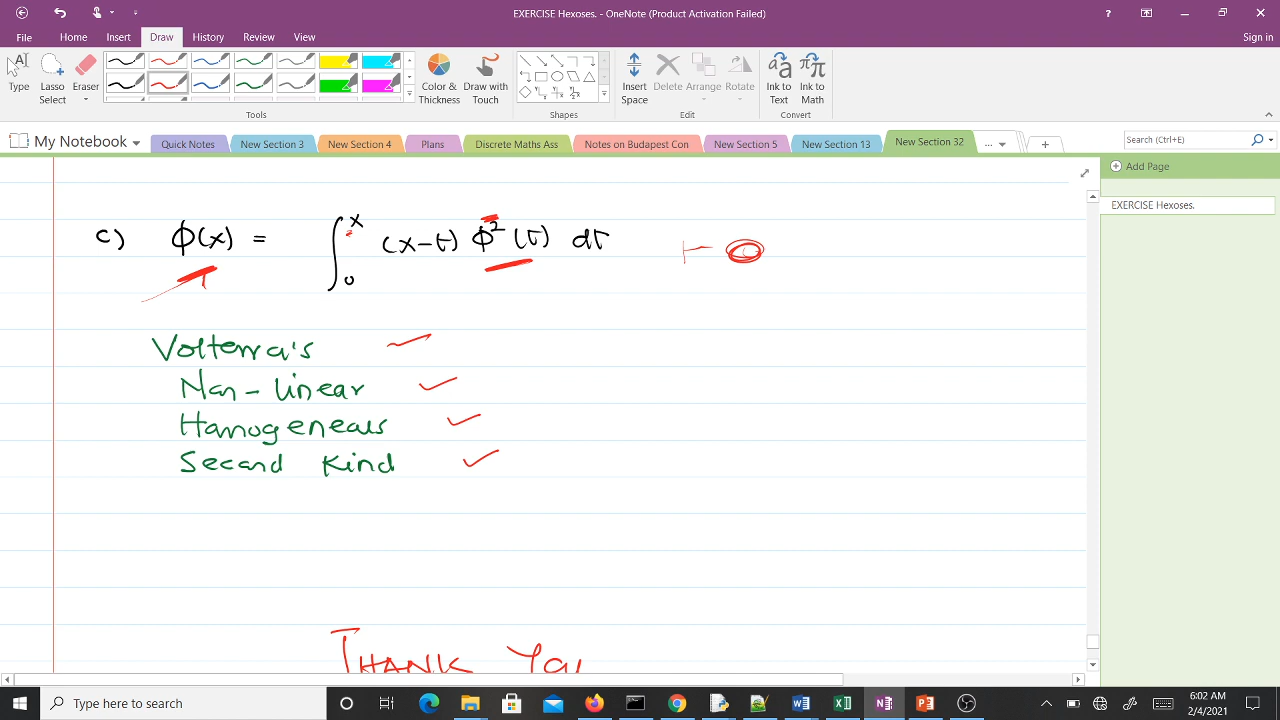 EXERCISE Hexoses. - OneNote (Product Activation Failed)
?
File Home Insert Draw History Review View Sign in
Type
Lasso Select
Eraser
Color & Thickness
Draw with Touch
Insert Space
Delete
Arrange
Rotate
Ink to Text
Ink to Math
Tools Shapes Edit Convert
My Notebook Quick Notes New Section 3 New Section 4 Plans Discrete Maths Ass Notes on Budapest Con New Section 5 New Section 13 New Section 32 ... Search (Ctrl+E)
Add Page
EXERCISE Hexoses.
c) ϕ(x) = ∫₀ˣ (x-t) ϕ²(t) dt + 0
Volterra's
Non-linear
Homogeneous
Second Kind
THANK You
Type here to search
6:02 AM
2/4/2021